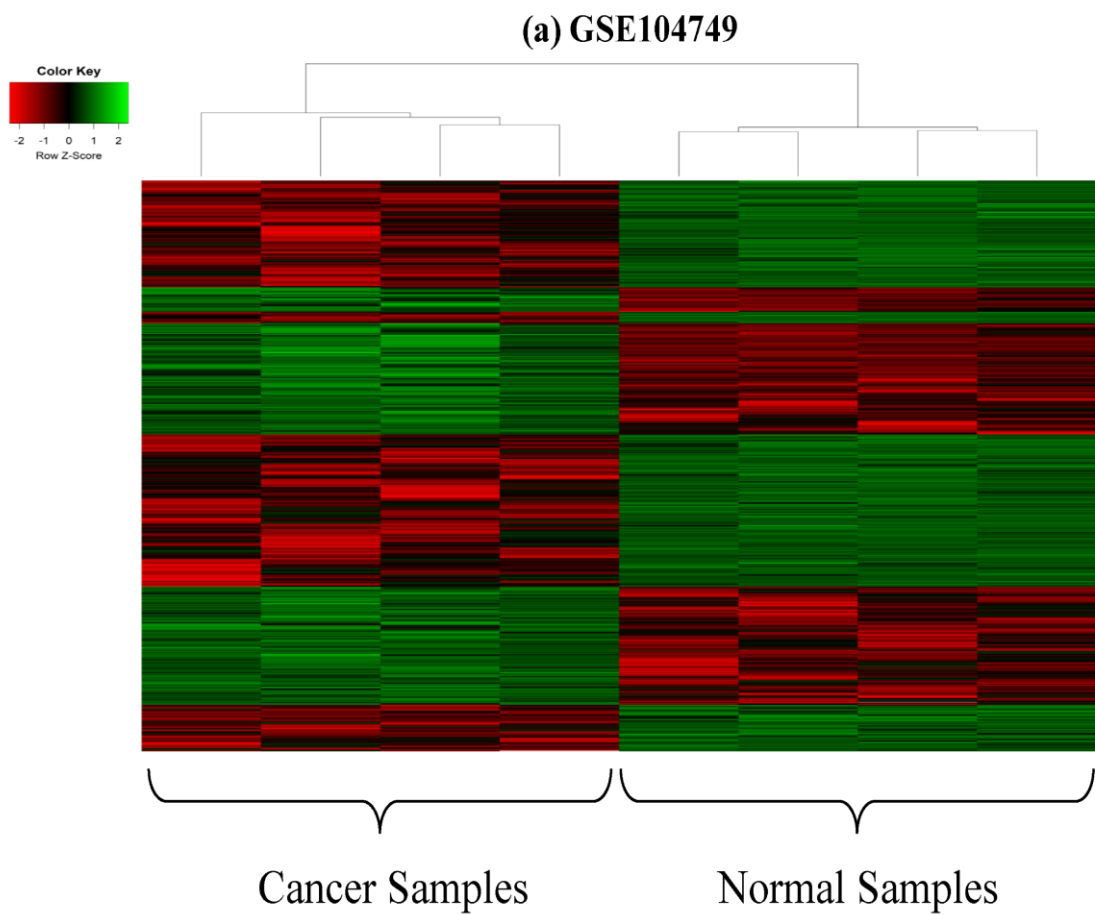 (a) GSE104749
Color Key
-2 -1 0 1 2
Row Z-Score
Cancer Samples
Normal Samples